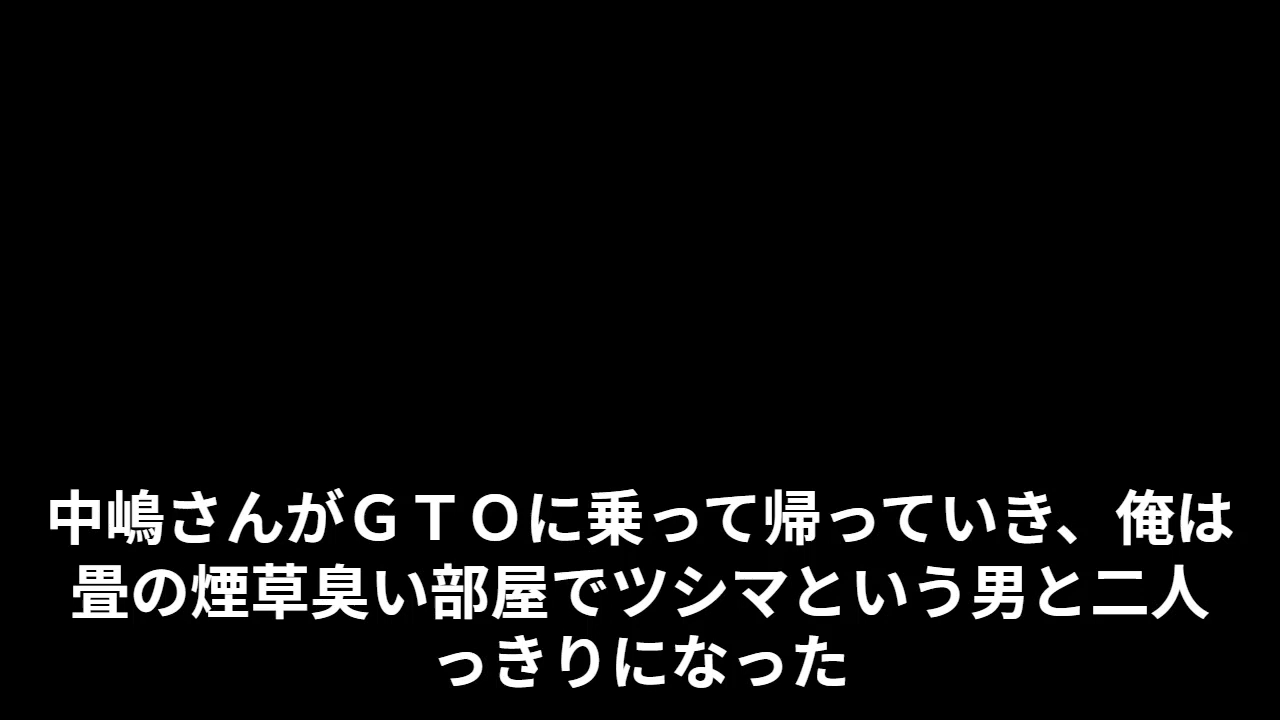 中嶋さんがＧＴＯに乗って帰っていき、俺は
畳の煙草臭い部屋でツシマという男と二人
っきりになった